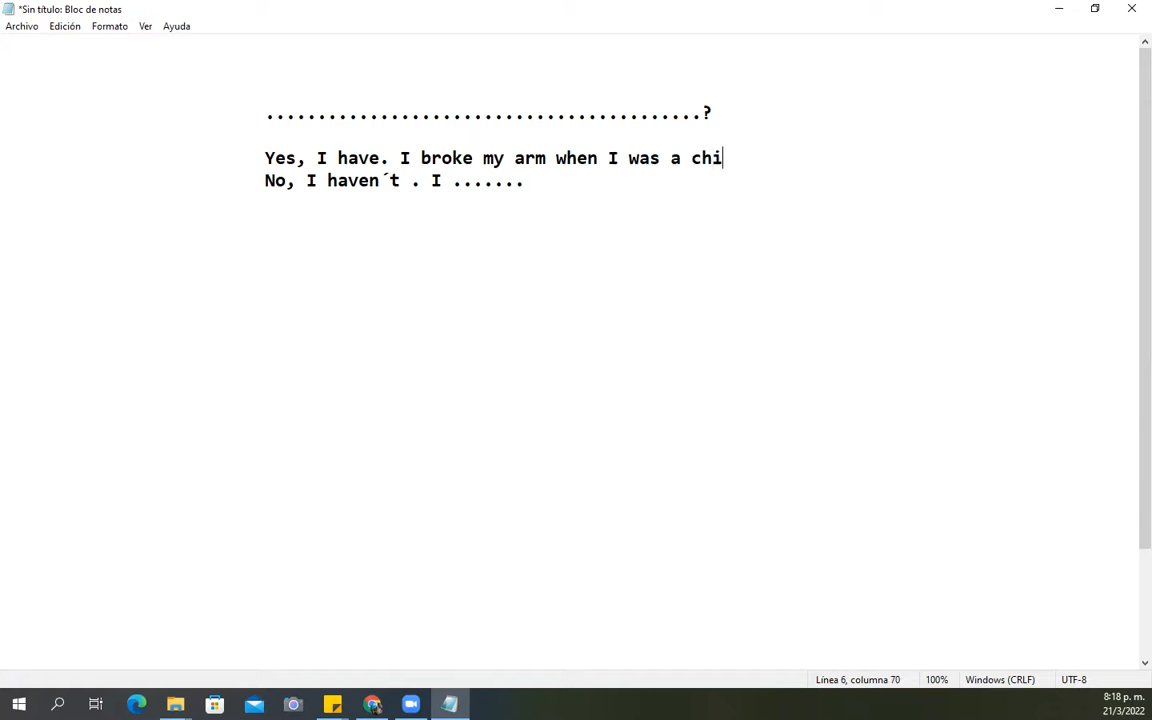 *Sin título: Bloc de notas
Archivo Edición Formato Ver Ayuda
..........................................?
Yes, I have. I broke my arm when I was a chi
No, I haven´t . I .......
Línea 6, columna 70 100% Windows (CRLF) UTF-8
8:18 p. m.
21/3/2022